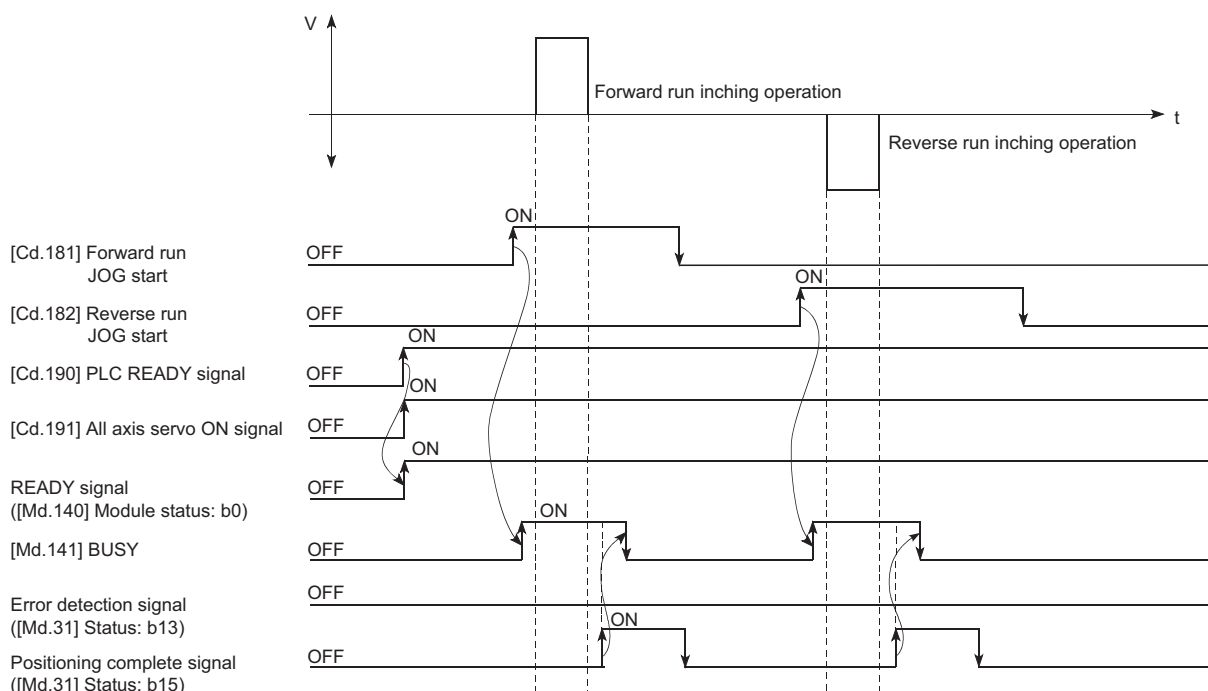 V
Forward run inching operation
t
Reverse run inching operation
ON
[Cd.181] Forward run
JOG start
OFF
ON
[Cd.182] Reverse run
JOG start
OFF
ON
[Cd.190] PLC READY signal
OFF
ON
[Cd.191] All axis servo ON signal
OFF
ON
READY signal
([Md.140] Module status: b0)
OFF
ON
[Md.141] BUSY
OFF
Error detection signal
([Md.31] Status: b13)
OFF
ON
Positioning complete signal
([Md.31] Status: b15)
OFF